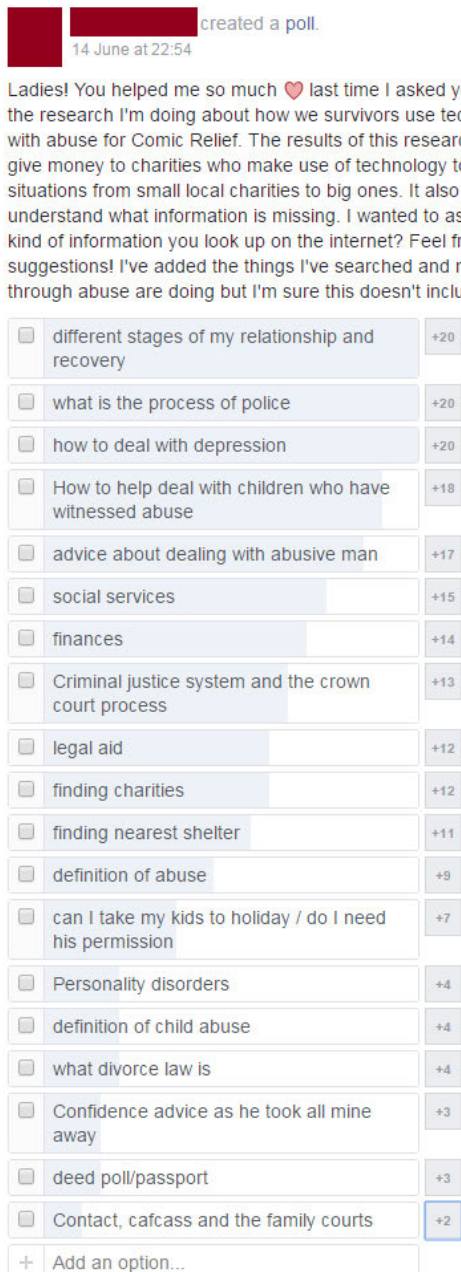 created a poll.
14 June at 22:54
Ladies! You helped me so much last time I asked
the research I'm doing about how we survivors use
with abuse for Comic Relief. The results of this
give money to charities who make use of technology
situations from small local charities to big ones. It also
understand what information is missing. I wanted to
kind of information you look up on the internet? Feel
suggestions! I've added the things I've searched and
through abuse are doing but I'm sure this doesn't
different stages of my relationship and
recovery
+20
what is the process of police
+20
how to deal with depression
+20
How to help deal with children who have
witnessed abuse
+18
advice about dealing with abusive man
+17
social services
+15
finances
+14
Criminal justice system and the crown
court process
+13
legal aid
+12
finding charities
+12
finding nearest shelter
+11
definition of abuse
+9
can I take my kids to holiday / do I need
his permission
+7
Personality disorders
+4
definition of child abuse
+4
what divorce law is
+4
Confidence advice as he took all mine
away
+3
deed poll/passport
+3
Contact, cafcass and the family courts
+2
+ Add an option...